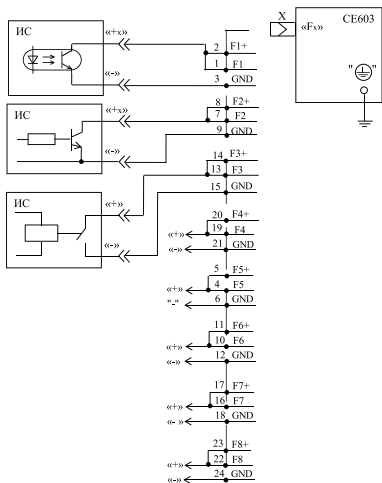 ИС
«+x»
«-»
2 F1+
1 F1
3 GND
ИС
«+x»
«-»
8 F2+
7 F2
9 GND
ИС
«+x»
«-»
14 F3+
13 F3
15 GND
20 F4+
«+» 19 F4
«-» 21 GND
5 F5+
«+» 4 F5
"-" 6 GND
11 F6+
«+» 10 F6
«-» 12 GND
17 F7+
«+» 16 F7
«- » 18 GND
23 F8+
«+» 22 F8
«-» 24 GND
X
«Fx»
CE603
" "